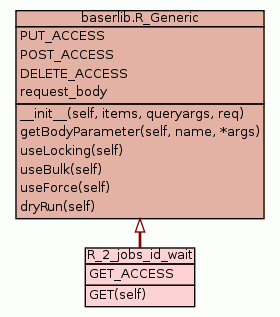 baserlib.R_Generic
PUT_ACCESS
POST_ACCESS
DELETE_ACCESS
request_body
__init__(self, items, queryargs, req)
getBodyParameter(self, name, *args)
useLocking(self)
useBulk(self)
useForce(self)
dryRun(self)
R_2_jobs_id_wait
GET_ACCESS
GET(self)